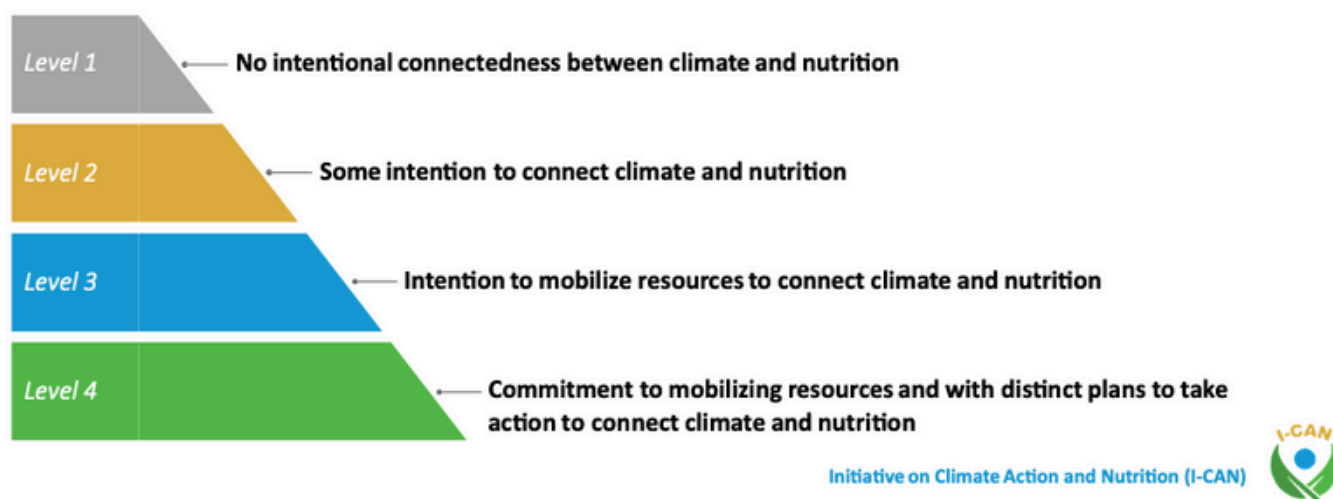 Level 1
No intentional connectedness between climate and nutrition
Level 2
Some intention to connect climate and nutrition
Level 3
Intention to mobilize resources to connect climate and nutrition
Level 4
Commitment to mobilizing resources and with distinct plans to take
action to connect climate and nutrition
Initiative on Climate Action and Nutrition (I-CAN)
I-CAN